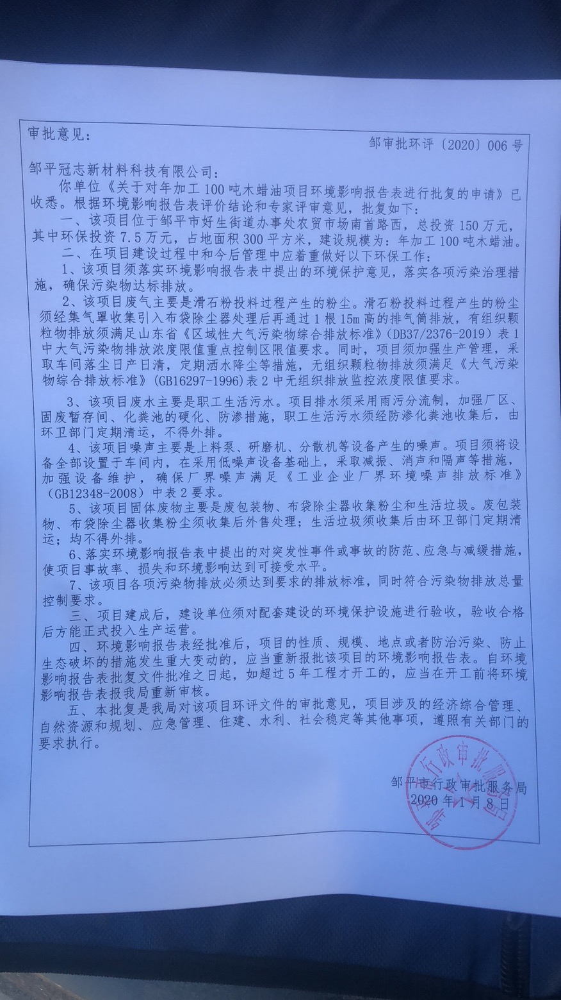 审批意见：
邹审批环评〔2020〕006 号
邹平冠志新材料科技有限公司：
你单位《关于对年加工 100 吨木蜡油项目环境影响报告表进行批复的申请》已
收悉。根据环境影响报告表评价结论和专家评审意见，批复如下：
一、该项目位于邹平市好生街道办事处农贸市场南首路西，总投资 150 万元，
其中环保投资 7.5 万元，占地面积 300 平方米，建设规模为：年加工 100 吨木蜡油。
二、在项目建设过程中和今后管理中应着重做好以下环保工作：
1、该项目须落实环境影响报告表中提出的环境保护意见，落实各项污染治理措
施，确保污染物达标排放。
2、该项目废气主要是滑石粉投料过程产生的粉尘。滑石粉投料过程产生的粉尘
须经集气罩收集引入布袋除尘器处理后再通过 1 根 15m 高的排气筒排放，有组织颗
粒物排放须满足山东省《区域性大气污染物综合排放标准》（DB37/2376-2019）表 1
中大气污染物排放浓度限值重点控制区限值要求。同时，项目须加强生产管理，采
取车间落尘日产日清，定期洒水降尘等措施，无组织颗粒物排放须满足《大气污染
物综合排放标准》(GB16297-1996)表 2 中无组织排放监控浓度限值要求。
3、该项目废水主要是职工生活污水。项目排水须采用雨污分流制，加强厂区、
固废暂存间、化粪池的硬化、防渗措施，职工生活污水须经防渗化粪池收集后，由
环卫部门定期清运，不得外排。
4、该项目噪声主要是上料泵、研磨机、分散机等设备产生的噪声。项目须将设
备全部设置于车间内，在采用低噪声设备基础上，采取减振、消声和隔声等措施，
加强设备维护，确保厂界噪声满足《工业企业厂界环境噪声排放标准》
（GB12348-2008）中表 2 要求。
5、该项目固体废物主要是废包装物、布袋除尘器收集粉尘和生活垃圾。废包装
物、布袋除尘器收集粉尘须收集后外售处理；生活垃圾须收集后由环卫部门定期清
运；均不得外排。
6、落实环境影响报告表中提出的对突发性事件或事故的防范、应急与减缓措施，
使项目事故率、损失和环境影响达到可接受水平。
7、该项目各项污染物排放必须达到要求的排放标准，同时符合污染物排放总量
控制要求。
三、项目建成后，建设单位须对配套建设的环境保护设施进行验收，验收合格
后方能正式投入生产运营。
四、环境影响报告表经批准后，项目的性质、规模、地点或者防治污染、防止
生态破坏的措施发生重大变动的，应当重新报批该项目的环境影响报告表。自环境
影响报告表批复文件批准之日起，如超过 5 年工程才开工的，应当在开工前将环境
影响报告表报我局重新审核。
五、本批复是我局对该项目环评文件的审批意见，项目涉及的经济综合管理、
自然资源和规划、应急管理、住建、水利、社会稳定等其他事项，遵照有关部门的
要求执行。
邹平市行政审批服务局
2020 年 1 月 8 日
邹平市行政审批服务局